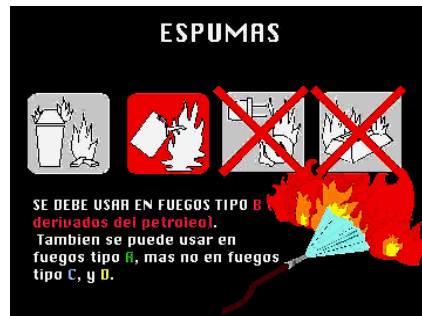 ESPUMAS
SE DEBE USAR EN FUEGOS TIPO B
derivados del petroleo).
Tambien se puede usar en
fuegos tipo A, mas no en fuegos
tipo C, y D.